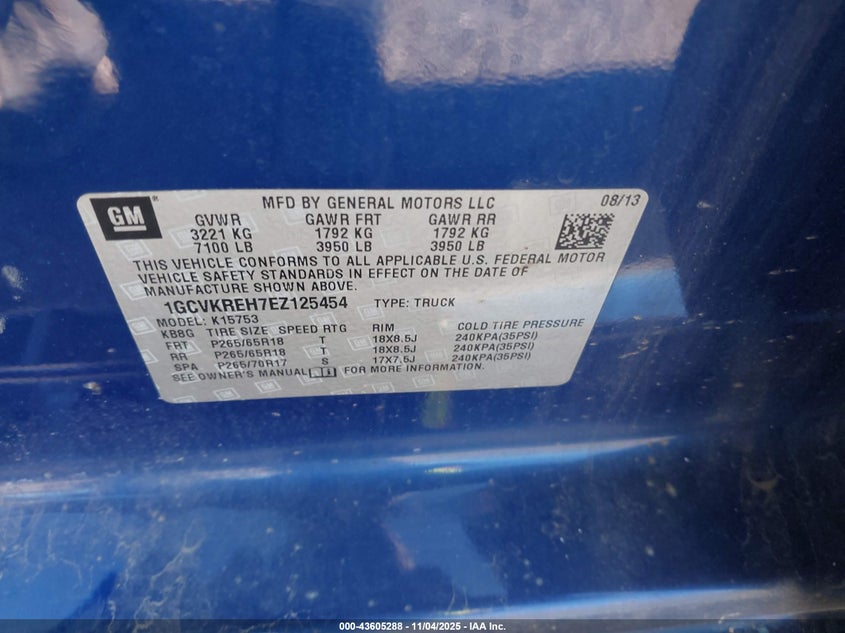 GM
MFD BY GENERAL MOTORS LLC 08/13
GVWR GAWR FRT GAWR RR
3221 KG 1792 KG 1792 KG
7100 LB 3950 LB 3950 LB
THIS VEHICLE CONFORMS TO ALL APPLICABLE U.S. FEDERAL MOTOR
VEHICLE SAFETY STANDARDS IN EFFECT ON THE DATE OF
MANUFACTURE SHOWN ABOVE.
1GCVKREH7EZ125454 TYPE: TRUCK
MODEL: K15753
KB8G TIRE SIZE SPEED RTG RIM COLD TIRE PRESSURE
FRT P265/65R18 T 18X8.5J 240KPA(35PSI)
RR P265/65R18 T 18X8.5J 240KPA(35PSI)
SPA P265/70R17 S 17X7.5J 240KPA(35PSI)
SEE OWNER'S MANUAL FOR MORE INFORMATION.
000-43605288 - 11/04/2025 - IAA Inc.